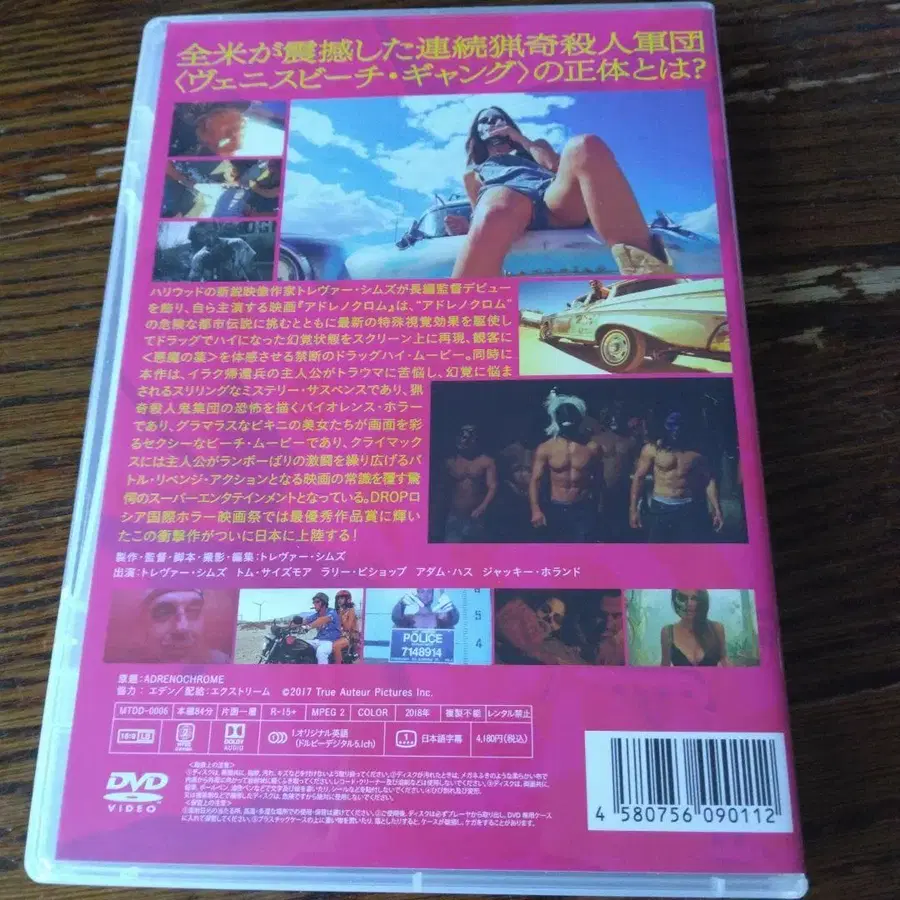 全米が震撼した連続猟奇殺人軍団
〈ヴェニスビーチ・ギャング〉の正体とは?
ハリウッドの新鋭映像作家トレヴァー・シムズが長編監督デビュー
を飾り、自ら主演する映画『アドレノクロム』は、“アドレノクロム”
の危険な都市伝説に挑むとともに最新の特殊視覚効果を駆使し
てドラッグでハイになった幻覚状態をスクリーン上に再現、観客に
<悪魔の薬>を体感させる禁断のドラッグハイ・ムービー。同時に
本作は、イラク帰還兵の主人公がトラウマに苦悩し、幻覚に悩ま
されるスリリングなミステリー・サスペンスであり、猟
奇殺人鬼集団の恐怖を描くバイオレンス・ホラー
であり、グラマラスなビキニの美女たちが画面を彩
るセクシーなビーチ・ムービーであり、クライマック
スには主人公がランボーばりの激闘を繰り広げるバ
トル・リベンジ・アクションとなる映画の常識を覆す驚
愕のスーパーエンタテインメントとなっている。DROPロ
シア国際ホラー映画祭では最優秀作品賞に輝い
たこの衝撃作がついに日本に上陸する!
製作・監督・脚本・撮影・編集:トレヴァー・シムズ
出演:トレヴァー・シムズ トム・サイズモア ラリー・ビショップ アダム・ハス ジャッキー・ホランド
POLICE
7148914
原題:ADRENOCHROME
協力:エデン/配給:エクストリーム ©2017 True Auteur Pictures Inc.
MTDD-0006 本編84分 片面一層 R-15+ MPEG 2 COLOR 2018年 複製不能 レンタル禁止
16:9 LB 2 DOLBY AUDIO 1.オリジナル英語 (ドルビーデジタル5.1ch) 日本語字幕 4,180円(税込)
DVD
VIDEO
4 580756 090112